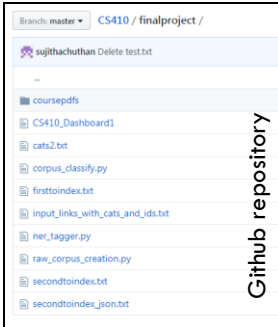 Branch: master CS410 / finalproject /
sujithachuthan Delete test.txt
..
coursepdfs
CS410_Dashboard1
cats2.txt
corpus_classify.py
firsttoindex.txt
input_links_with_cats_and_ids.txt
ner_tagger.py
raw_corpus_creation.py
secondtoindex.txt
secondtoindex_json.txt
Github repository